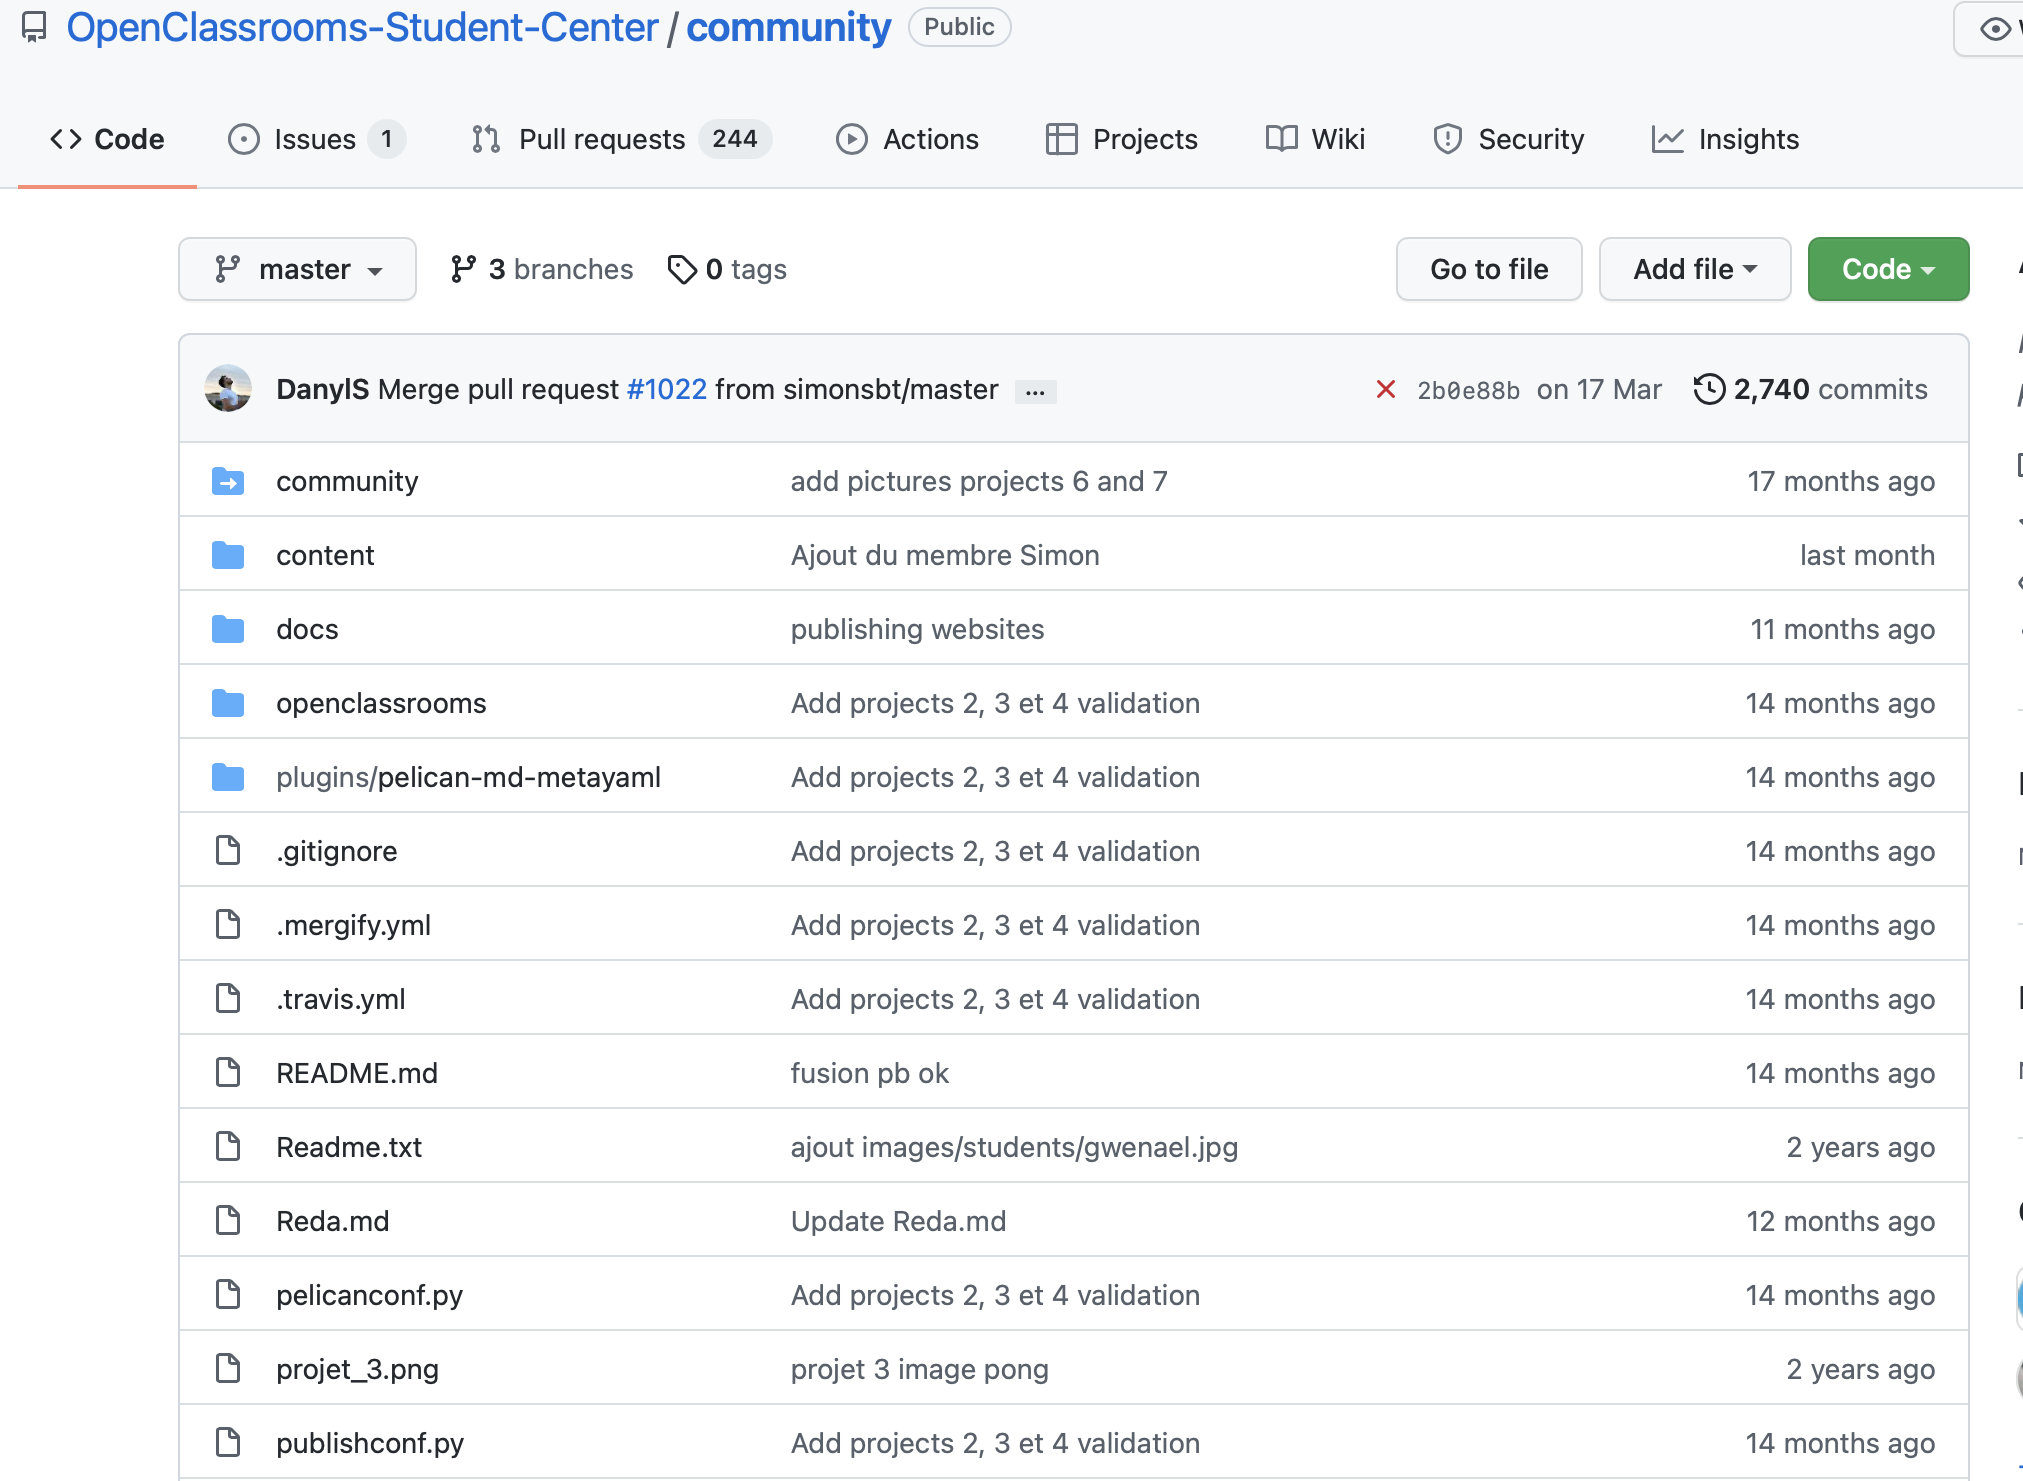 OpenClassrooms-Student-Center / community Public
Code Issues 1 Pull requests 244 Actions Projects Wiki Security Insights
master 3 branches 0 tags Go to file Add file Code
DanylS Merge pull request #1022 from simonsbt/master ... 2b0e88b on 17 Mar 2,740 commits
community add pictures projects 6 and 7 17 months ago
content Ajout du membre Simon last month
docs publishing websites 11 months ago
openclassrooms Add projects 2, 3 et 4 validation 14 months ago
plugins/pelican-md-metayaml Add projects 2, 3 et 4 validation 14 months ago
.gitignore Add projects 2, 3 et 4 validation 14 months ago
.mergify.yml Add projects 2, 3 et 4 validation 14 months ago
.travis.yml Add projects 2, 3 et 4 validation 14 months ago
README.md fusion pb ok 14 months ago
Readme.txt ajout images/students/gwenael.jpg 2 years ago
Reda.md Update Reda.md 12 months ago
pelicanconf.py Add projects 2, 3 et 4 validation 14 months ago
projet_3.png projet 3 image pong 2 years ago
publishconf.py Add projects 2, 3 et 4 validation 14 months ago